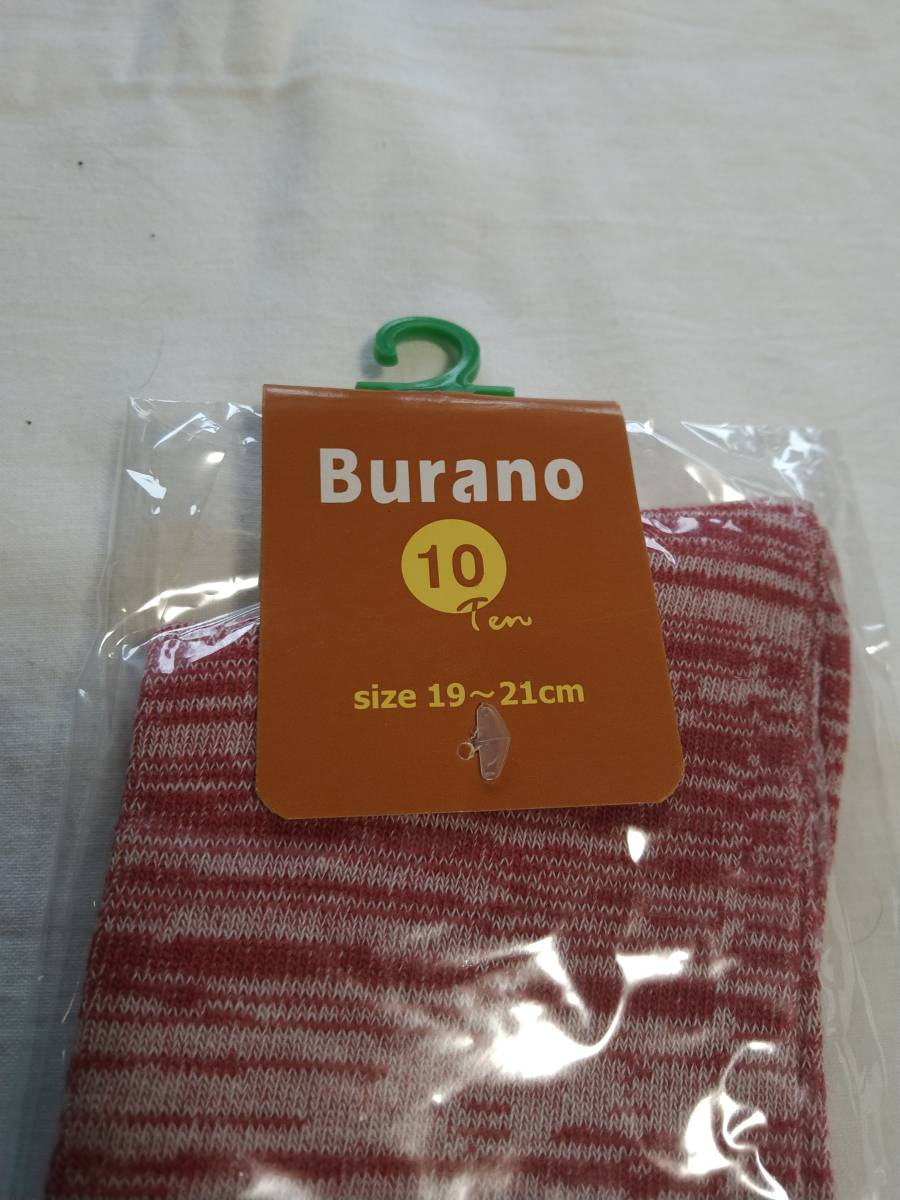 Burano
10
Ten
size 19～21cm